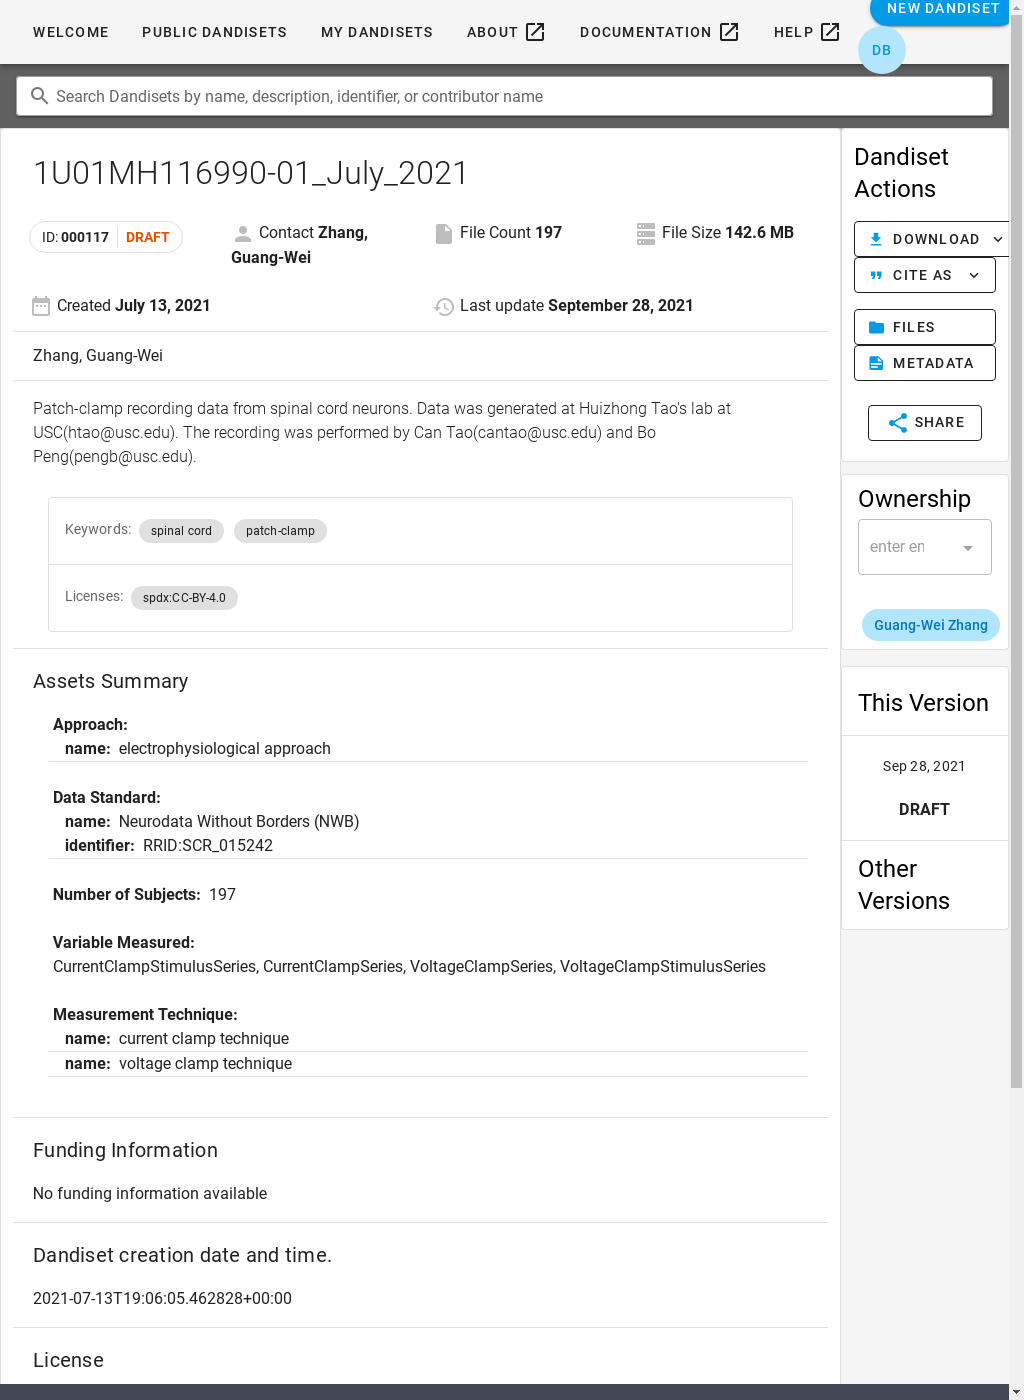 WELCOME
PUBLIC DANDISETS
MY DANDISETS
ABOUT
DOCUMENTATION
HELP
NEW DANDISET
DB
Search Dandisets by name, description, identifier, or contributor name
1U01MH116990-01_July_2021
ID: 000117 DRAFT
Contact Zhang,
Guang-Wei
File Count 197
File Size 142.6 MB
Created July 13, 2021
Last update September 28, 2021
Zhang, Guang-Wei
Patch-clamp recording data from spinal cord neurons. Data was generated at Huizhong Tao's lab at
USC(htao@usc.edu). The recording was performed by Can Tao(cantao@usc.edu) and Bo
Peng(pengb@usc.edu).
Keywords: spinal cord patch-clamp
Licenses: spdx:CC-BY-4.0
Assets Summary
Approach:
name: electrophysiological approach
Data Standard:
name: Neurodata Without Borders (NWB)
identifier: RRID:SCR_015242
Number of Subjects: 197
Variable Measured:
CurrentClampStimulusSeries, CurrentClampSeries, VoltageClampSeries, VoltageClampStimulusSeries
Measurement Technique:
name: current clamp technique
name: voltage clamp technique
Funding Information
No funding information available
Dandiset creation date and time.
2021-07-13T19:06:05.462828+00:00
License
Dandiset
Actions
DOWNLOAD
CITE AS
FILES
METADATA
SHARE
Ownership
enter en
Guang-Wei Zhang
This Version
Sep 28, 2021
DRAFT
Other
Versions